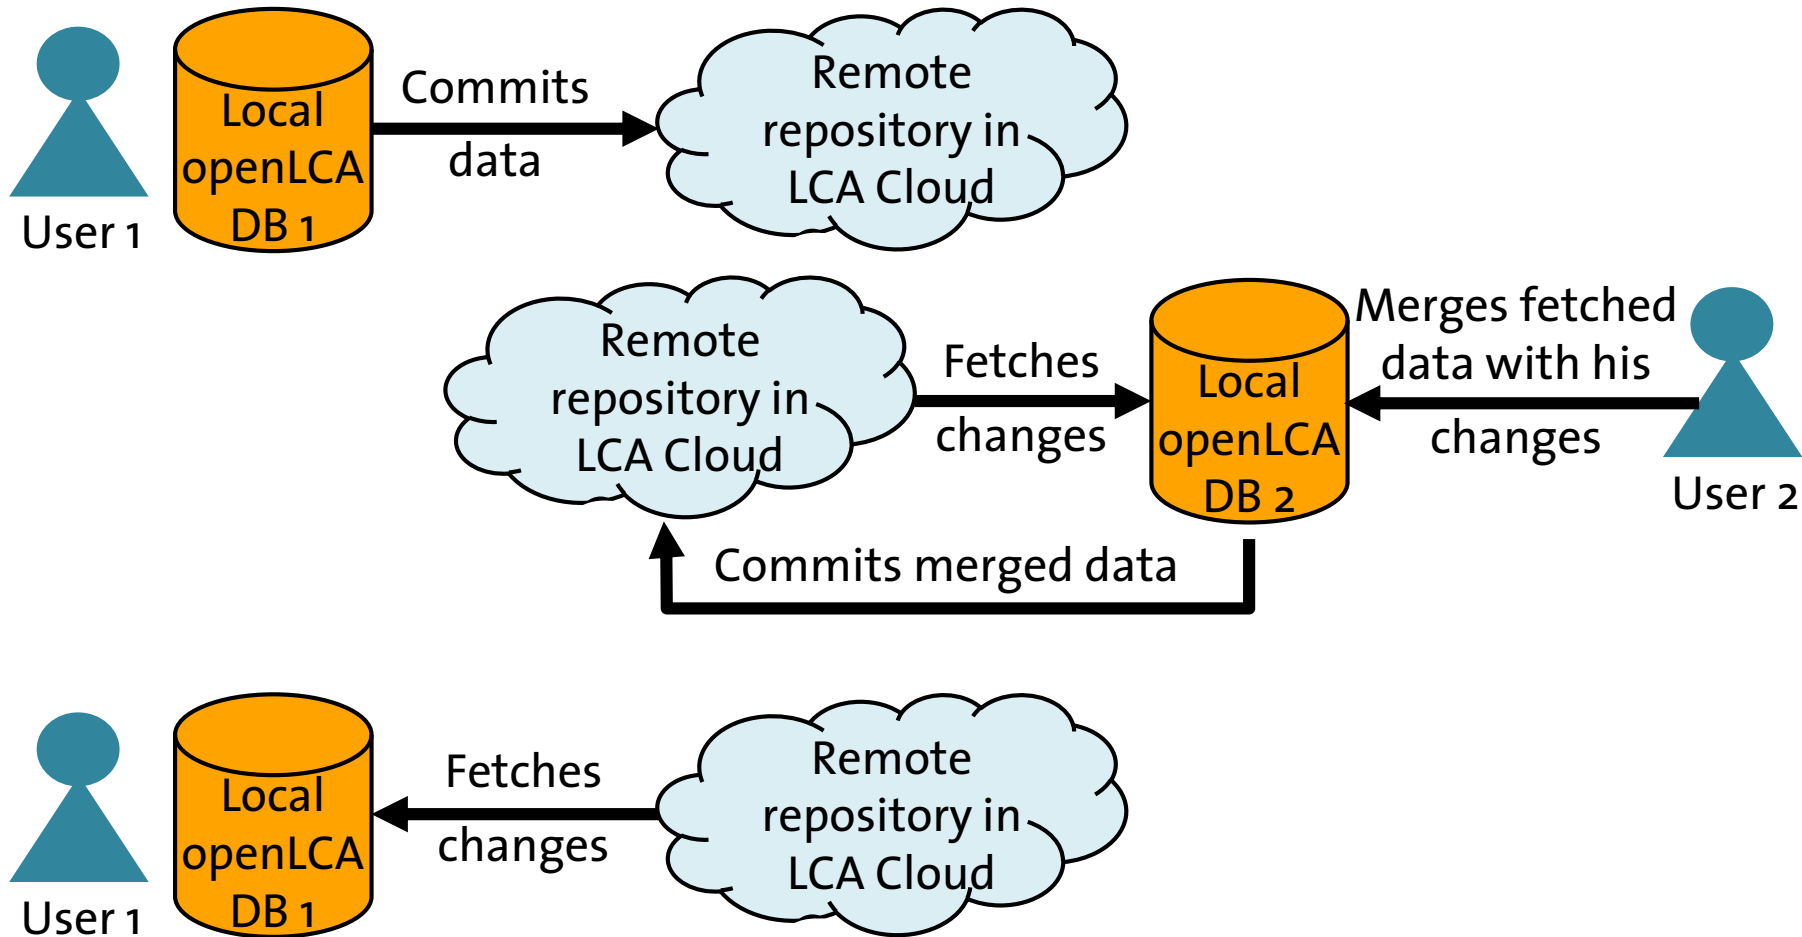 Commits
data
Local
openLCA
DB 1
User 1
Remote
repository in
LCA Cloud
Remote
repository in
LCA Cloud
Fetches
changes
Local
openLCA
DB 2
Merges fetched
data with his
changes
User 2
Commits merged data
Local
openLCA
DB 1
User 1
Fetches
changes
Remote
repository in
LCA Cloud